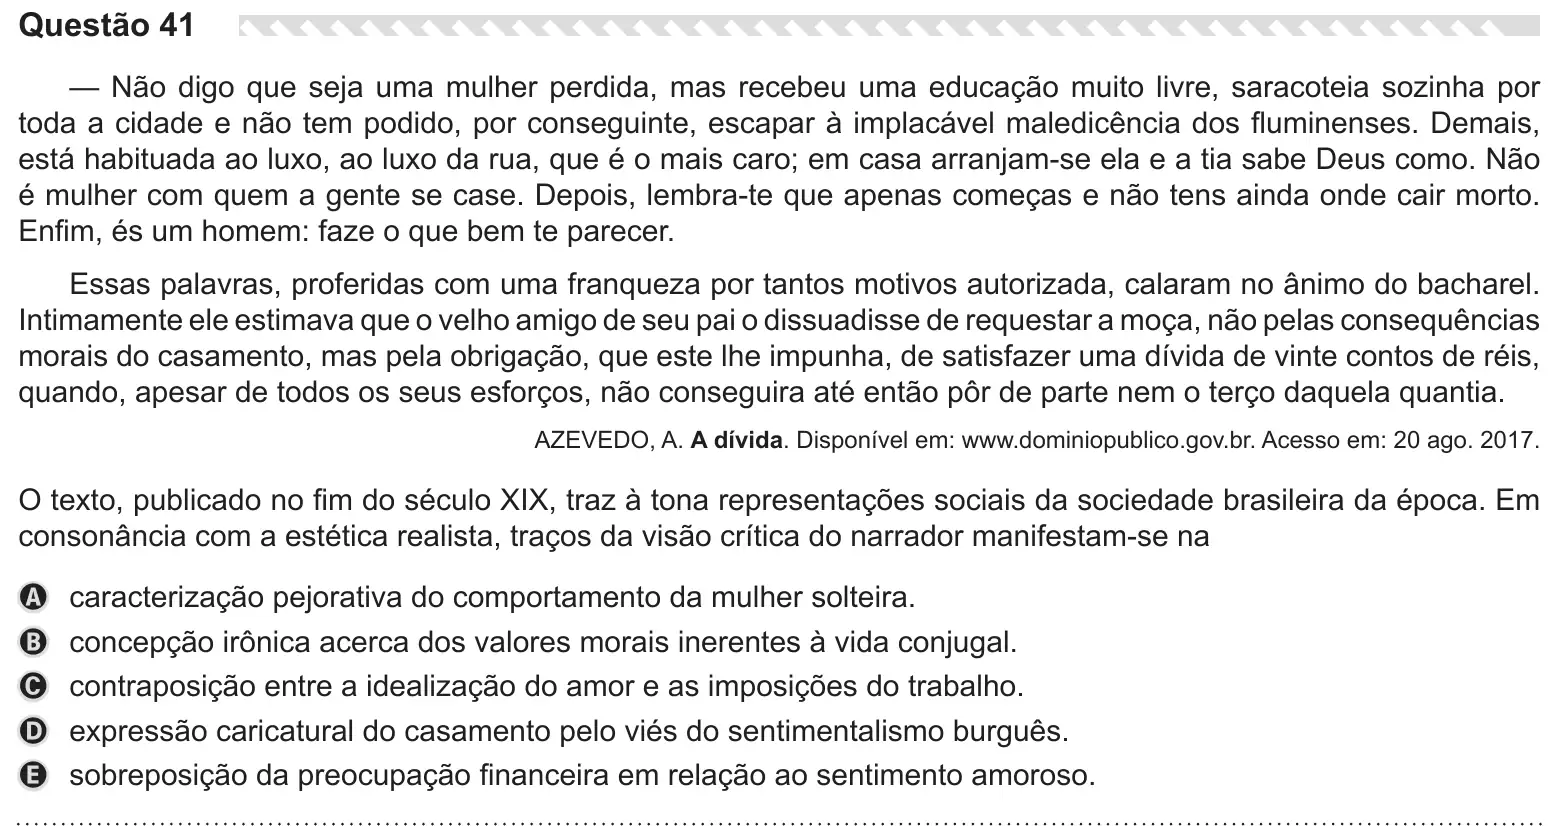 Questão 41
— Não digo que seja uma mulher perdida, mas recebeu uma educação muito livre, saracoteia sozinha por
toda a cidade e não tem podido, por conseguinte, escapar à implacável maledicência dos fluminenses. Demais,
está habituada ao luxo, ao luxo da rua, que é o mais caro; em casa arranjam-se ela e a tia sabe Deus como. Não
é mulher com quem a gente se case. Depois, lembra-te que apenas começas e não tens ainda onde cair morto.
Enfim, és um homem: faze o que bem te parecer.
Essas palavras, proferidas com uma franqueza por tantos motivos autorizada, calaram no ânimo do bacharel.
Intimamente ele estimava que o velho amigo de seu pai o dissuadisse de requestar a moça, não pelas consequências
morais do casamento, mas pela obrigação, que este lhe impunha, de satisfazer uma dívida de vinte contos de réis,
quando, apesar de todos os seus esforços, não conseguira até então pôr de parte nem o terço daquela quantia.
AZEVEDO, A. A dívida. Disponível em: www.dominiopublico.gov.br. Acesso em: 20 ago. 2017.
O texto, publicado no fim do século XIX, traz à tona representações sociais da sociedade brasileira da época. Em
consonância com a estética realista, traços da visão crítica do narrador manifestam-se na
A caracterização pejorativa do comportamento da mulher solteira.
B concepção irônica acerca dos valores morais inerentes à vida conjugal.
C contraposição entre a idealização do amor e as imposições do trabalho.
D expressão caricatural do casamento pelo viés do sentimentalismo burguês.
E sobreposição da preocupação financeira em relação ao sentimento amoroso.